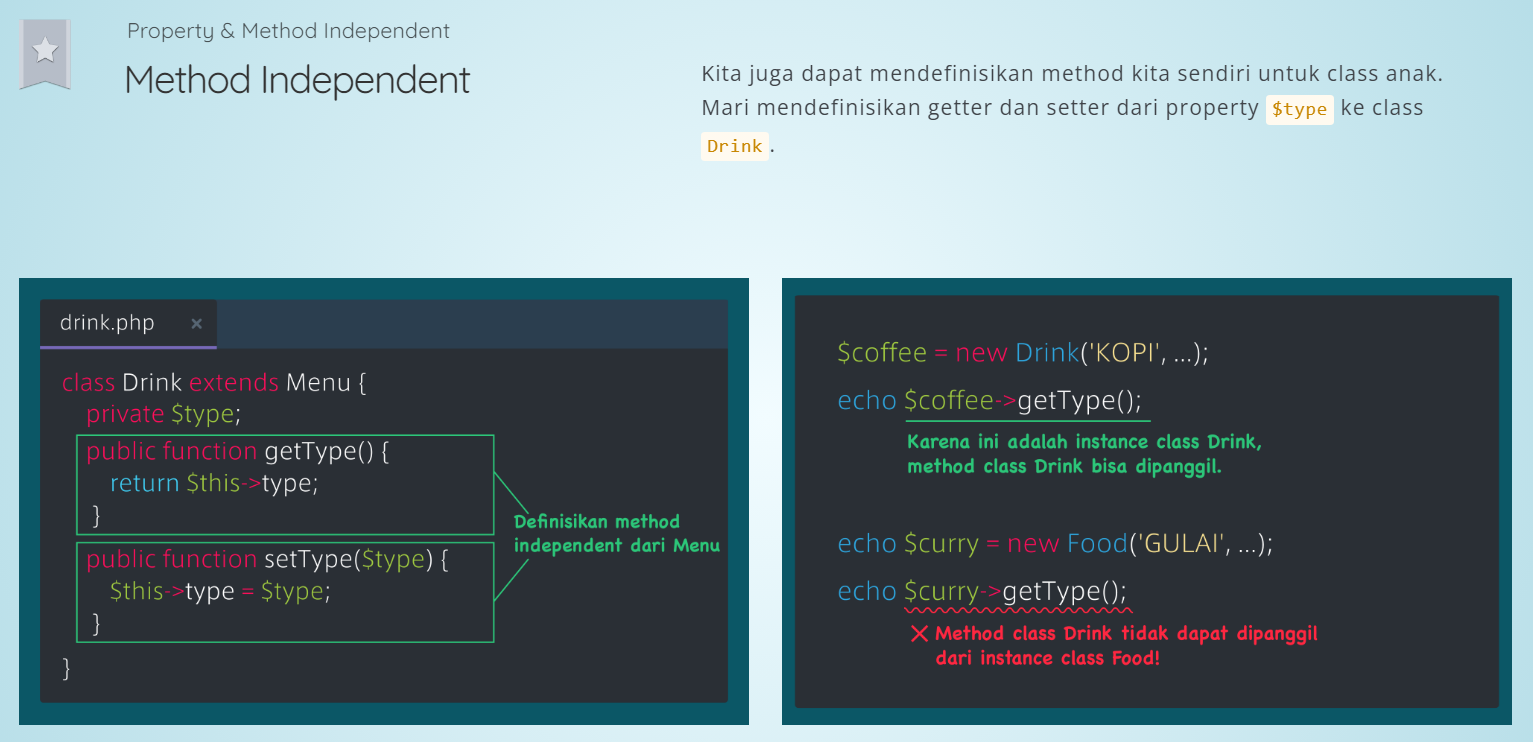 Property & Method Independent
Method Independent
Kita juga dapat mendefinisikan method kita sendiri untuk class anak.
Mari mendefinisikan getter dan setter dari property $type ke class
Drink.
drink.php ×
class Drink extends Menu {
private $type;
public function getType() {
return $this->type;
}
public function setType($type) {
$this->type = $type;
}
}
Definisikan method
independent dari Menu
$coffee = new Drink('KOPI', ...);
echo $coffee->getType();
Karena ini adalah instance class Drink,
method class Drink bisa dipanggil.
echo $curry = new Food('GULAI', ...);
echo $curry->getType();
× Method class Drink tidak dapat dipanggil
dari instance class Food!